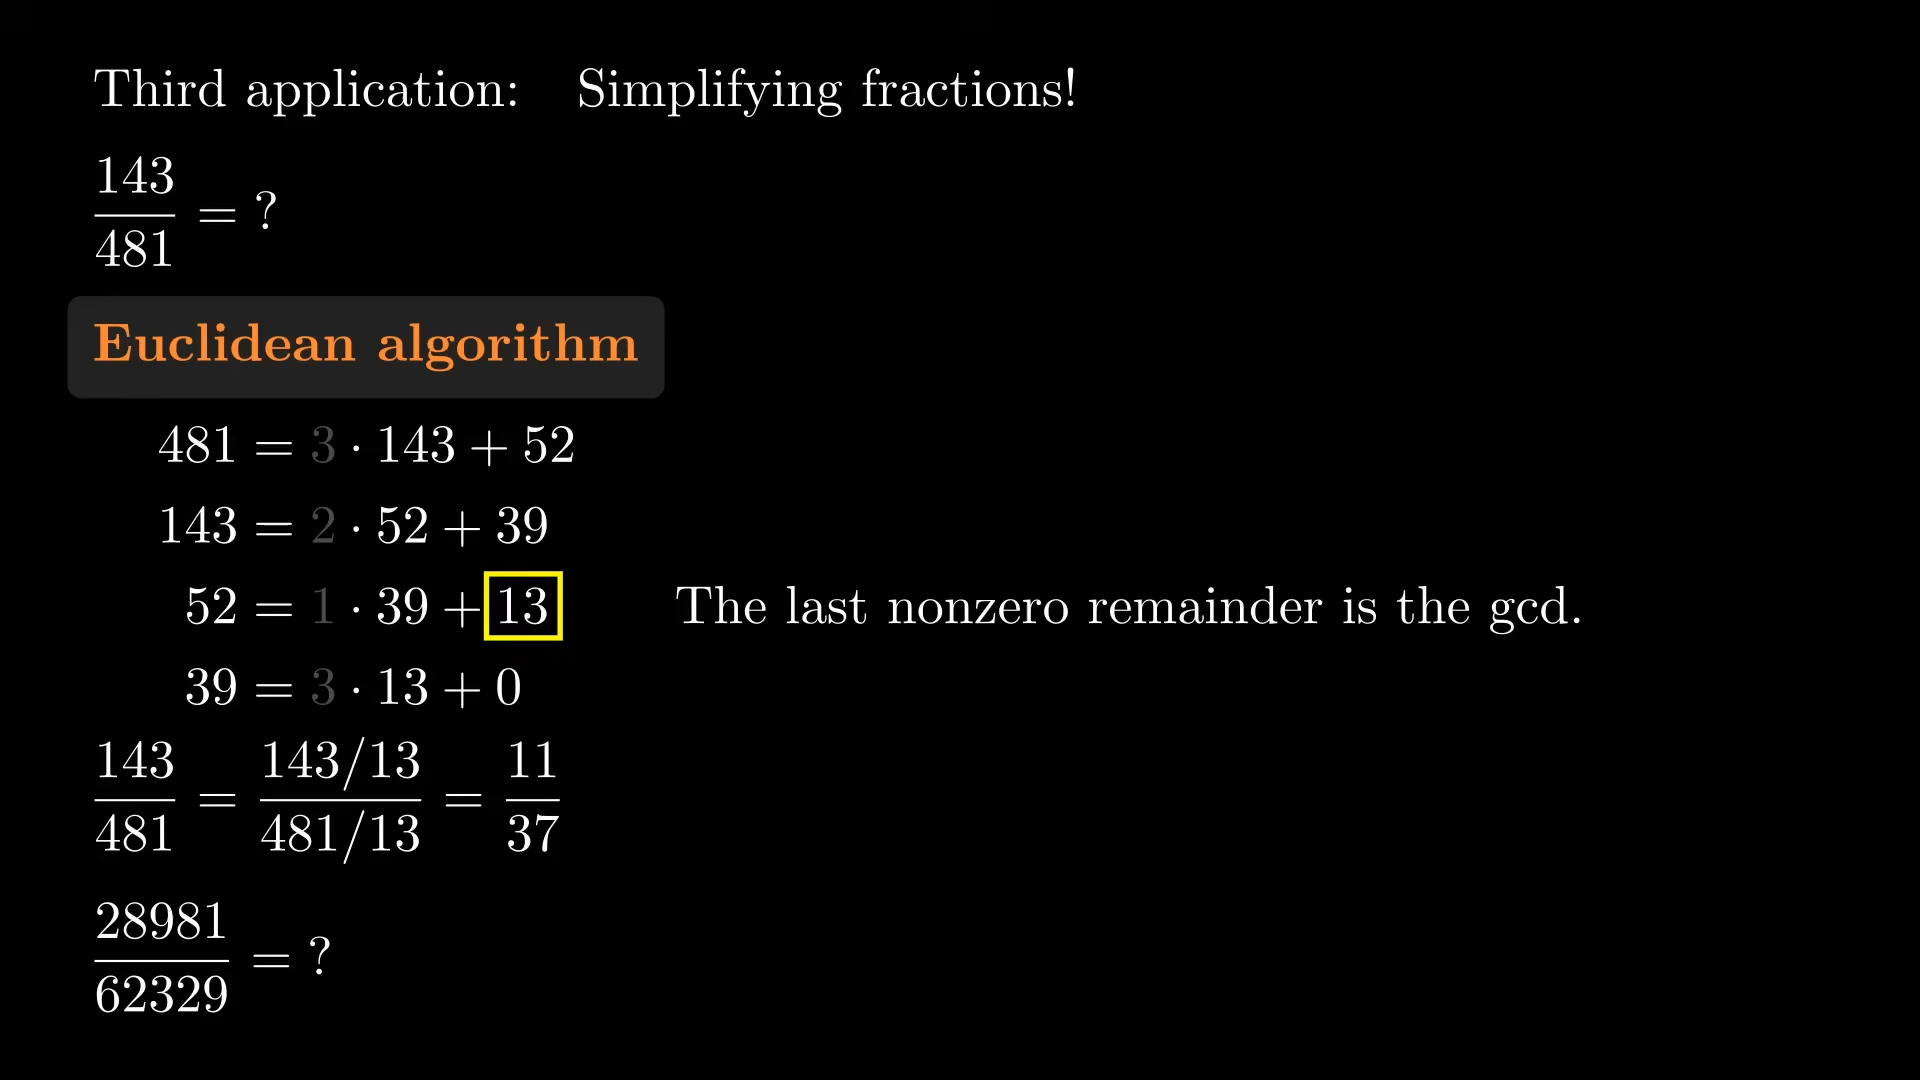 Third application: Simplifying fractions!
143/481 = ?
Euclidean algorithm
481 = 3 · 143 + 52
143 = 2 · 52 + 39
52 = 1 · 39 + 13 The last nonzero remainder is the gcd.
39 = 3 · 13 + 0
143/481 = (143/13)/(481/13) = 11/37
28981/62329 = ?